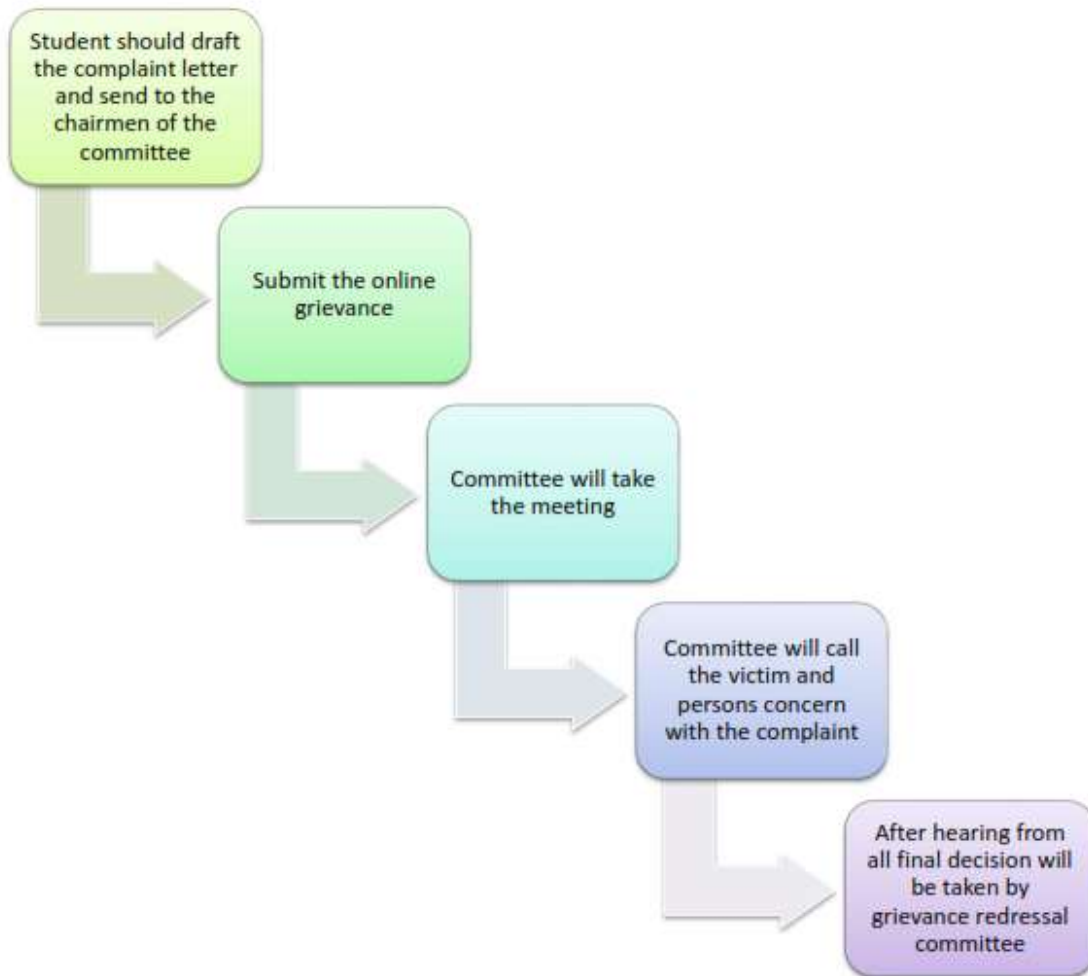 Student should draft
the complaint letter
and send to the
chairmen of the
committee
Submit the online
grievance
Committee will take
the meeting
Committee will call
the victim and
persons concern
with the complaint
After hearing from
all final decision will
be taken by
grievance redressal
committee